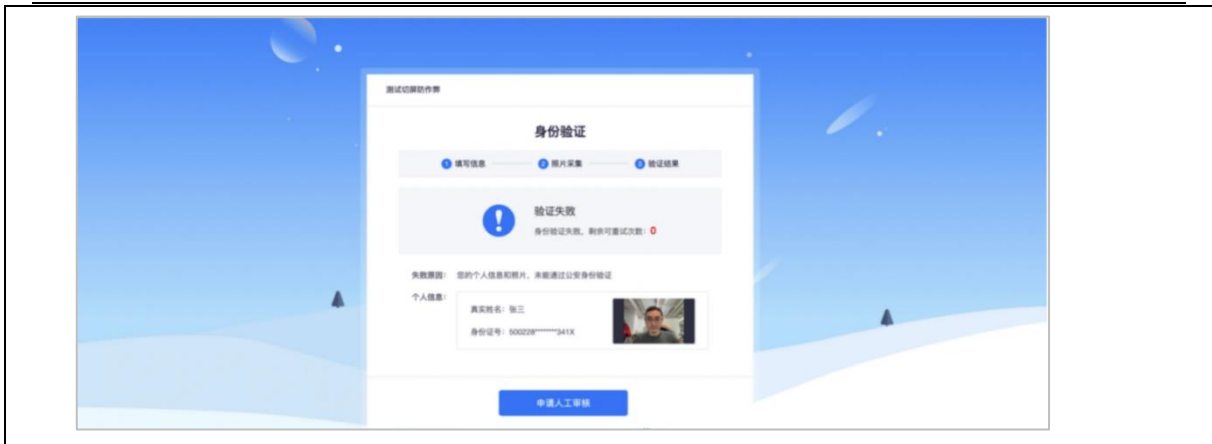 测试切屏防作弊
身份验证
1 填写信息 2 照片采集 3 验证结果
验证失败
身份验证失败，剩余可重试次数：0
失败原因： 您的个人信息和照片，未能通过公安身份验证
个人信息：
真实姓名：张三
身份证号：500228********341X
申请人工审核